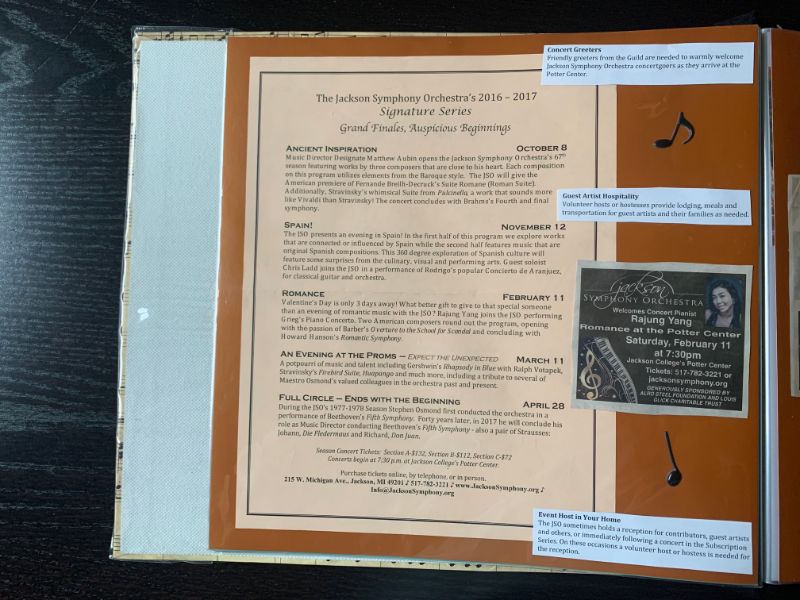 The Jackson Symphony Orchestra's 2016 – 2017
Signature Series
Grand Finales, Auspicious Beginnings
ANCIENT INSPIRATION OCTOBER 8
Music Director Designate Matthew Aubin opens the Jackson Symphony Orchestra's 67th
season featuring works by three composers that are close to his heart. Each composition
on this program utilizes elements from the Baroque style. The JSO will give the
American premiere of Fernande Breilh-Decruck's Suite Romane (Roman Suite).
Additionally, Stravinsky's whimsical Suite from Pulcinella; a work that sounds more
like Vivaldi than Stravinsky! The concert concludes with Brahms's Fourth and final
symphony.
SPAIN! NOVEMBER 12
The JSO presents an evening in Spain! In the first half of this program we explore works
that are connected or influenced by Spain while the second half features music that are
original Spanish compositions. This 360 degree exploration of Spanish culture will
feature some surprises from the culinary, visual and performing arts. Guest soloist
Chris Ladd joins the JSO in a performance of Rodrigo's popular Concierto de Aranjuez,
for classical guitar and orchestra.
ROMANCE FEBRUARY 11
Valentine's Day is only 3 days away! What better gift to give to that special someone
than an evening of romantic music with the JSO? Rajung Yang joins the JSO performing
Grieg's Piano Concerto. Two American composers round out the program, opening
with the passion of Barber's Overture to the School for Scandal and concluding with
Howard Hanson's Romantic Symphony.
AN EVENING AT THE PROMS – EXPECT THE UNEXPECTED MARCH 11
A potpourri of music and talent including Gershwin's Rhapsody in Blue with Ralph Votapek,
Stravinsky's Firebird Suite, Huapango and much more, including a tribute to several of
Maestro Osmond's valued colleagues in the orchestra past and present.
FULL CIRCLE – ENDS WITH THE BEGINNING APRIL 28
During the JSO's 1977-1978 Season Stephen Osmond first conducted the orchestra in a
performance of Beethoven's Fifth Symphony. Forty years later, in 2017 he will conclude his
role as Music Director conducting Beethoven's Fifth Symphony - also a pair of Strausses:
Johann, Die Fledermaus and Richard, Don Juan.
Season Concert Tickets: Section A-$132, Section B-$112, Section C-$72
Concerts begin at 7:30 p.m. at Jackson College's Potter Center.
Purchase tickets online, by telephone, or in person.
215 W. Michigan Ave., Jackson, MI 49201 ♪ 517-782-3221 ♪ www.JacksonSymphony.org ♪
Info@JacksonSymphony.org
Concert Greeters
Friendly greeters from the Guild are needed to warmly welcome
Jackson Symphony Orchestra concertgoers as they arrive at the
Potter Center.
Guest Artist Hospitality
Volunteer hosts or hostesses provide lodging, meals and
transportation for guest artists and their families as needed.
Jackson
SYMPHONY ORCHESTRA
Welcomes Concert Pianist
Rajung Yang
Romance at the Potter Center
Saturday, February 11
at 7:30pm
Jackson College's Potter Center
Tickets: 517-782-3221 or
jacksonsymphony.org
GENEROUSLY SPONSORED BY
ALRO STEEL FOUNDATION AND LOUIS
GLICK CHARITABLE TRUST
Event Host in Your Home
The JSO sometimes holds a reception for contributors, guest artists
and others, or immediately following a concert in the Subscription
Series. On these occasions a volunteer host or hostess is needed for
the reception.